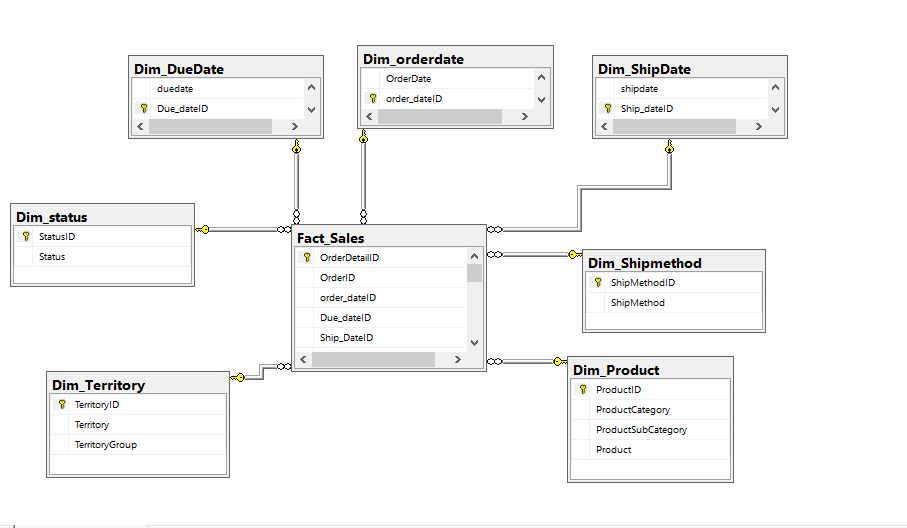 Dim_DueDate
duedate
Due_dateID
Dim_orderdate
OrderDate
order_dateID
Dim_ShipDate
shipdate
Ship_dateID
Dim_status
StatusID
Status
Fact_Sales
OrderDetailID
OrderID
order_dateID
Due_dateID
Ship_DateID
Dim_Shipmethod
ShipMethodID
ShipMethod
Dim_Territory
TerritoryID
Territory
TerritoryGroup
Dim_Product
ProductID
ProductCategory
ProductSubCategory
Product